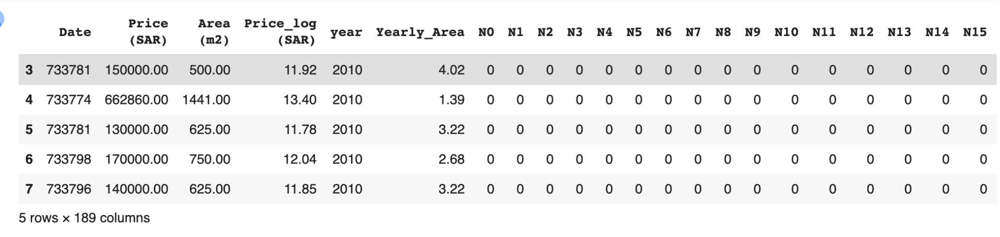 Date Price (SAR) Area (m2) Price_log (SAR) year Yearly_Area N0 N1 N2 N3 N4 N5 N6 N7 N8 N9 N10 N11 N12 N13 N14 N15
3 733781 150000.00 500.00 11.92 2010 4.02 0 0 0 0 0 0 0 0 0 0 0 0 0 0 0 0
4 733774 662860.00 1441.00 13.40 2010 1.39 0 0 0 0 0 0 0 0 0 0 0 0 0 0 0 0
5 733781 130000.00 625.00 11.78 2010 3.22 0 0 0 0 0 0 0 0 0 0 0 0 0 0 0 0
6 733798 170000.00 750.00 12.04 2010 2.68 0 0 0 0 0 0 0 0 0 0 0 0 0 0 0 0
7 733796 140000.00 625.00 11.85 2010 3.22 0 0 0 0 0 0 0 0 0 0 0 0 0 0 0 0
5 rows × 189 columns